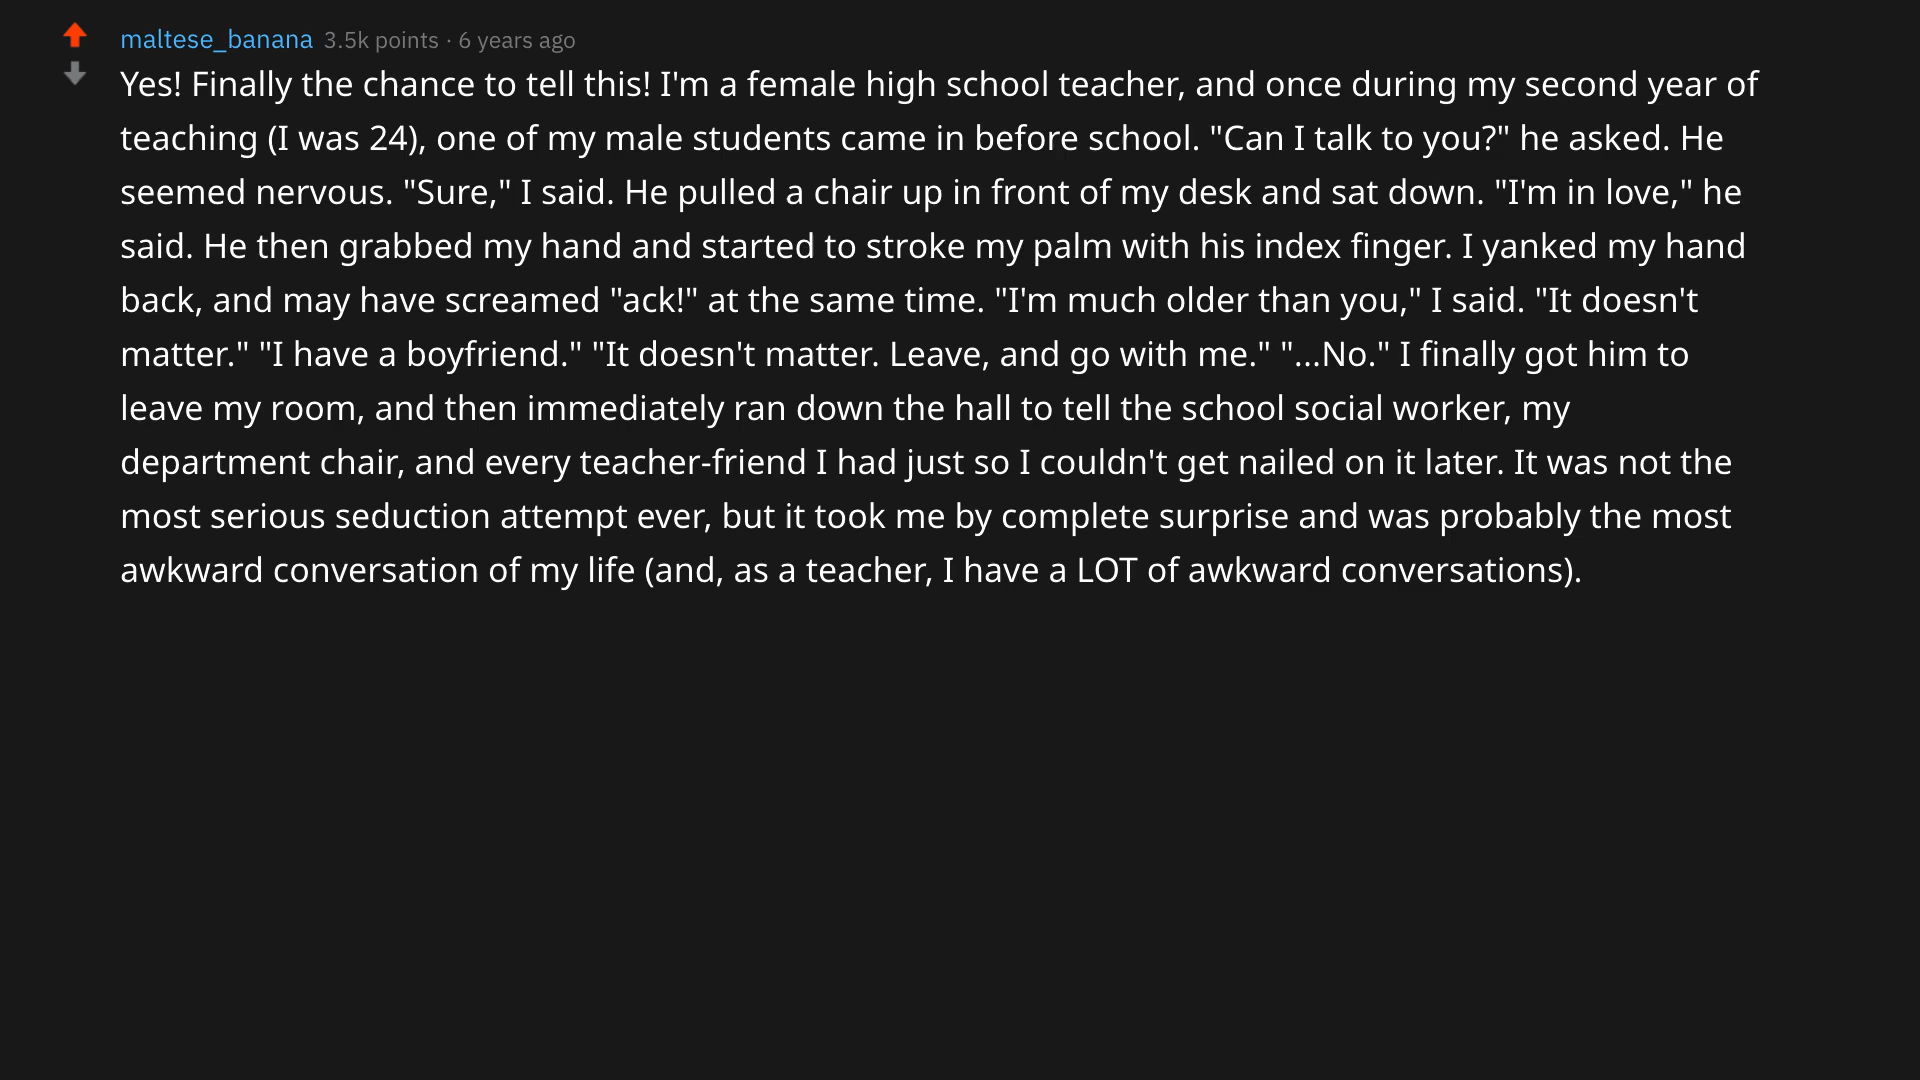 maltese_banana 3.5k points · 6 years ago
Yes! Finally the chance to tell this! I'm a female high school teacher, and once during my second year of
teaching (I was 24), one of my male students came in before school. "Can I talk to you?" he asked. He
seemed nervous. "Sure," I said. He pulled a chair up in front of my desk and sat down. "I'm in love," he
said. He then grabbed my hand and started to stroke my palm with his index finger. I yanked my hand
back, and may have screamed "ack!" at the same time. "I'm much older than you," I said. "It doesn't
matter." "I have a boyfriend." "It doesn't matter. Leave, and go with me." "...No." I finally got him to
leave my room, and then immediately ran down the hall to tell the school social worker, my
department chair, and every teacher-friend I had just so I couldn't get nailed on it later. It was not the
most serious seduction attempt ever, but it took me by complete surprise and was probably the most
awkward conversation of my life (and, as a teacher, I have a LOT of awkward conversations).